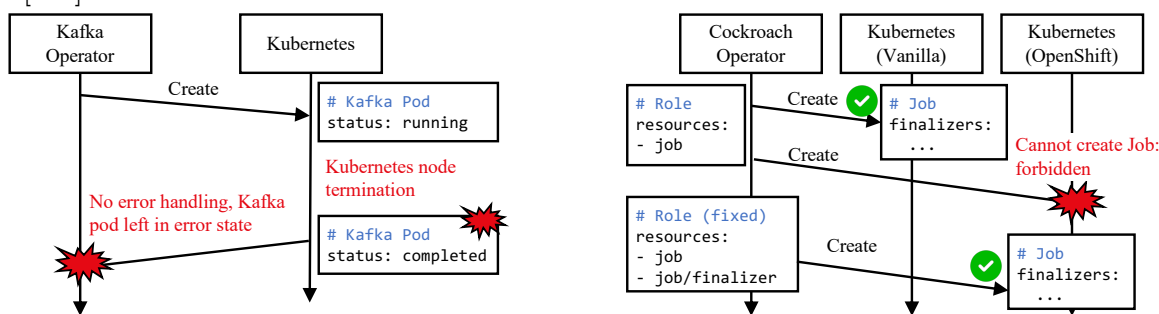 Kafka
Operator
Kubernetes
Create
# Kafka Pod
status: running
Kubernetes node
termination
No error handling, Kafka
pod left in error state
# Kafka Pod
status: completed
Cockroach
Operator
Kubernetes
(Vanilla)
Kubernetes
(OpenShift)
# Role
resources:
- job
Create
# Job
finalizers:
...
Create
Cannot create Job:
forbidden
# Role (fixed)
resources:
- job
- job/finalizer
Create
# Job
finalizers:
...